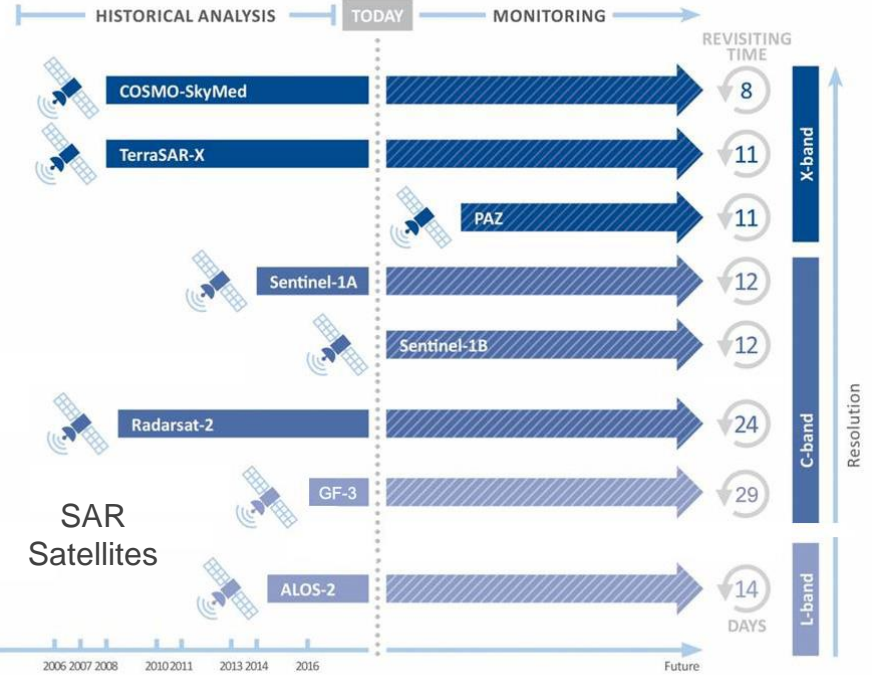 HISTORICAL ANALYSIS TODAY MONITORING
REVISITING
TIME
COSMO-SkyMed 8
TerraSAR-X 11
PAZ 11
X-band
Sentinel-1A 12
Sentinel-1B 12
Radarsat-2 24
GF-3 29
C-band
Resolution
SAR
Satellites
ALOS-2 14
DAYS
L-band
2006 2007 2008 2010 2011 2013 2014 2016 Future